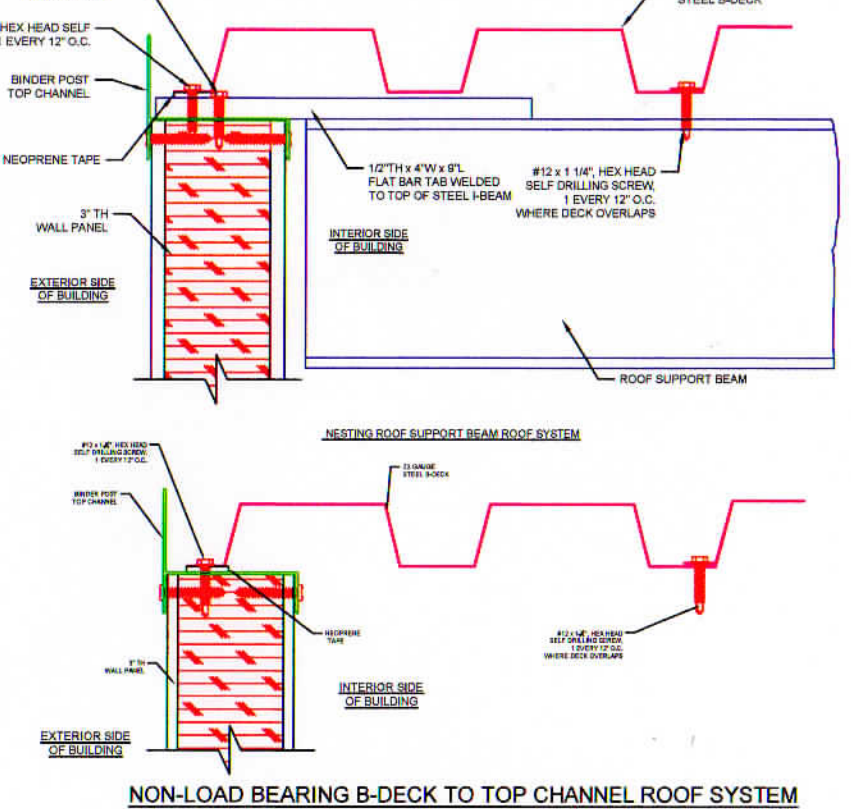 STEEL B-DECK
HEX HEAD SELF
EVERY 12" O.C.
BINDER POST
TOP CHANNEL
NEOPRENE TAPE
3" TH
WALL PANEL
EXTERIOR SIDE
OF BUILDING
1/2"TH x 4"W x 9"L
FLAT BAR TAB WELDED
TO TOP OF STEEL I-BEAM
INTERIOR SIDE
OF BUILDING
#12 x 1 1/4", HEX HEAD
SELF DRILLING SCREW,
1 EVERY 12" O.C.
WHERE DECK OVERLAPS
ROOF SUPPORT BEAM
NESTING ROOF SUPPORT BEAM ROOF SYSTEM
HEX HEAD
SELF DRILLING SCREW,
1 EVERY 12" O.C.
BINDER POST
TOP CHANNEL
GAUGE
STEEL B-DECK
NEOPRENE
TAPE
3" TH
WALL PANEL
HEX HEAD
SELF DRILLING SCREW,
1 EVERY 12" O.C.
WHERE DECK OVERLAPS
INTERIOR SIDE
OF BUILDING
EXTERIOR SIDE
OF BUILDING
NON-LOAD BEARING B-DECK TO TOP CHANNEL ROOF SYSTEM